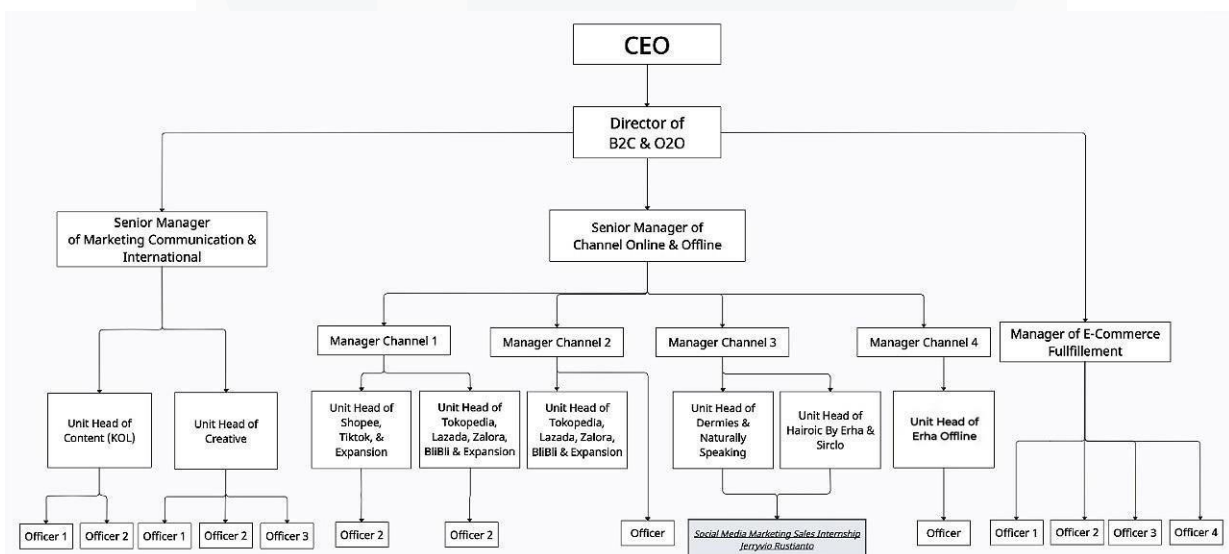 CEO
Director of
B2C & O2O
Senior Manager
of Marketing Communication &
International
Senior Manager of
Channel Online & Offline
Manager Channel 1
Manager Channel 2
Manager Channel 3
Manager Channel 4
Manager of E-Commerce
Fullfillement
Unit Head of
Content (KOL)
Unit Head of
Creative
Unit Head of
Shopee,
Tiktok, &
Expansion
Unit Head of
Tokopedia,
Lazada, Zalora,
BliBli & Expansion
Unit Head of
Tokopedia,
Lazada, Zalora,
BliBli & Expansion
Unit Head of
Dermies &
Naturally
Speaking
Unit Head of
Hairoic By Erha &
Sirclo
Unit Head of
Erha Offline
Officer 1
Officer 2
Officer 1
Officer 2
Officer 3
Officer 2
Officer 2
Officer
Social Media Marketing Sales Internship
Jerryvio Rustianto
Officer
Officer 1
Officer 2
Officer 3
Officer 4